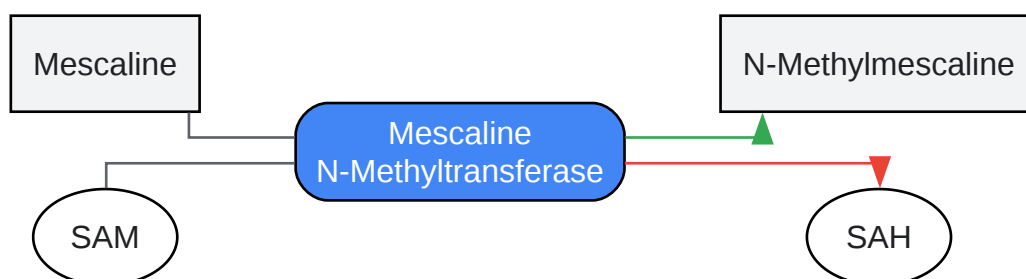 Mescaline
N-Methylmescaline
Mescaline
N-Methyltransferase
SAM
SAH